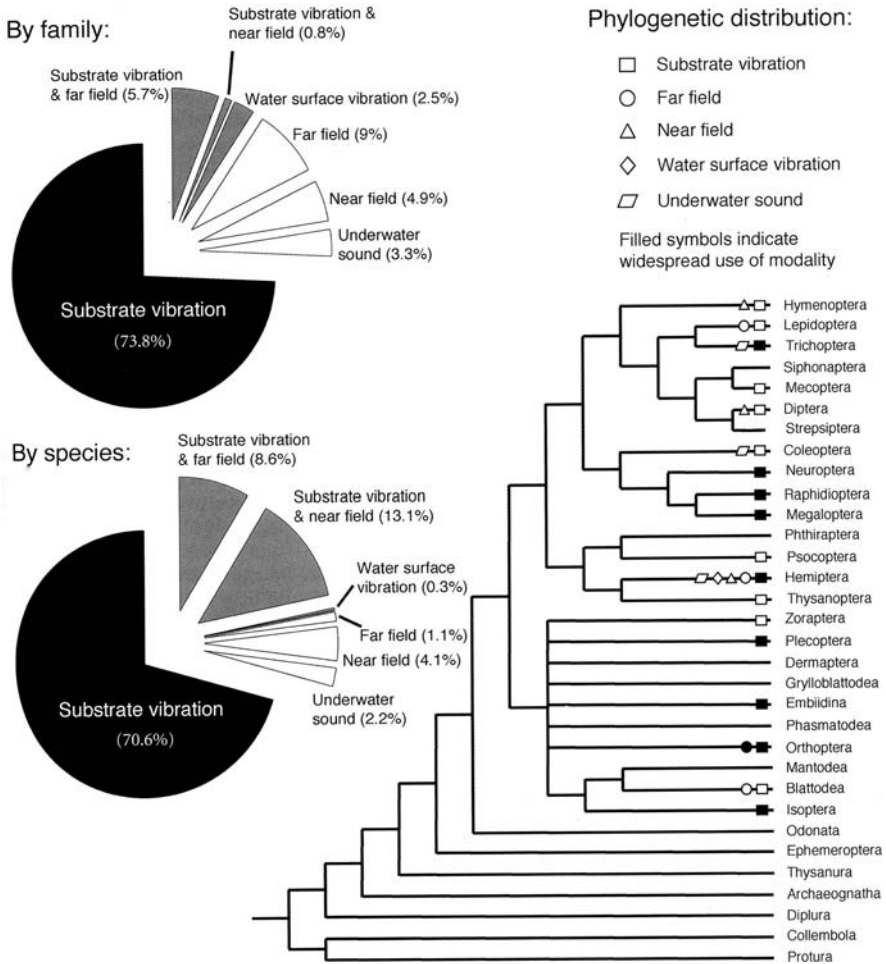 By family:
Substrate vibration &
near field (0.8%)
Substrate vibration
& far field (5.7%)
Water surface vibration (2.5%)
Far field (9%)
Near field (4.9%)
Underwater
sound (3.3%)
Substrate vibration
(73.8%)
By species:
Substrate vibration
& far field (8.6%)
Substrate vibration
& near field (13.1%)
Water surface
vibration (0.3%)
Far field (1.1%)
Near field (4.1%)
Underwater
sound (2.2%)
Substrate vibration
(70.6%)
Phylogenetic distribution:
Substrate vibration
Far field
Near field
Water surface vibration
Underwater sound
Filled symbols indicate
widespread use of modality
Hymenoptera
Lepidoptera
Trichoptera
Siphonaptera
Mecoptera
Diptera
Strepsiptera
Coleoptera
Neuroptera
Raphidioptera
Megaloptera
Phthiraptera
Psocoptera
Hemiptera
Thysanoptera
Zoraptera
Plecoptera
Dermaptera
Grylloblattodea
Embiidina
Phasmatodea
Orthoptera
Mantodea
Blattodea
Isoptera
Odonata
Ephemeroptera
Thysanura
Archaeognatha
Diplura
Collembola
Protura